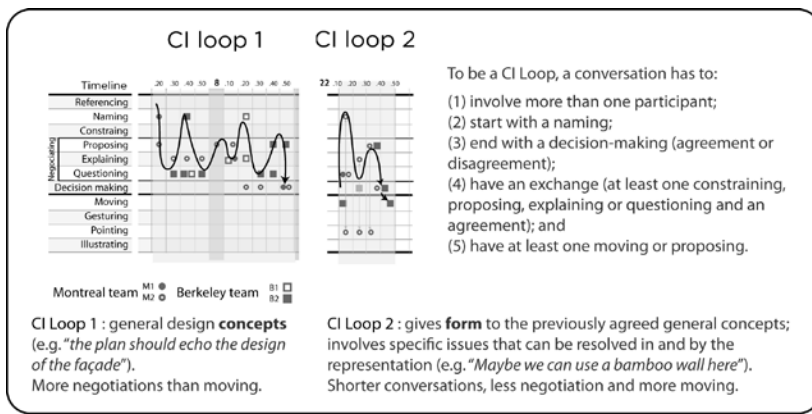 CI loop 1
CI loop 2
Timeline .20 .30 .40 .50 8 .10 .20 .30 .40 .50
22 .10 .20 .30 .40 .50
Referencing
Naming
Constraing
Negociating
Proposing
Explaining
Questioning
Decision making
Moving
Gesturing
Pointing
Illustrating
Montreal team M1 M2 Berkeley team B1 B2
To be a CI Loop, a conversation has to:
(1) involve more than one participant;
(2) start with a naming;
(3) end with a decision-making (agreement or
disagreement);
(4) have an exchange (at least one constraining,
proposing, explaining or questioning and an
agreement); and
(5) have at least one moving or proposing.
CI Loop 1 : general design concepts
(e.g. "the plan should echo the design
of the façade").
More negotiations than moving.
CI Loop 2 : gives form to the previously agreed general concepts;
involves specific issues that can be resolved in and by the
representation (e.g. "Maybe we can use a bamboo wall here").
Shorter conversations, less negotiation and more moving.